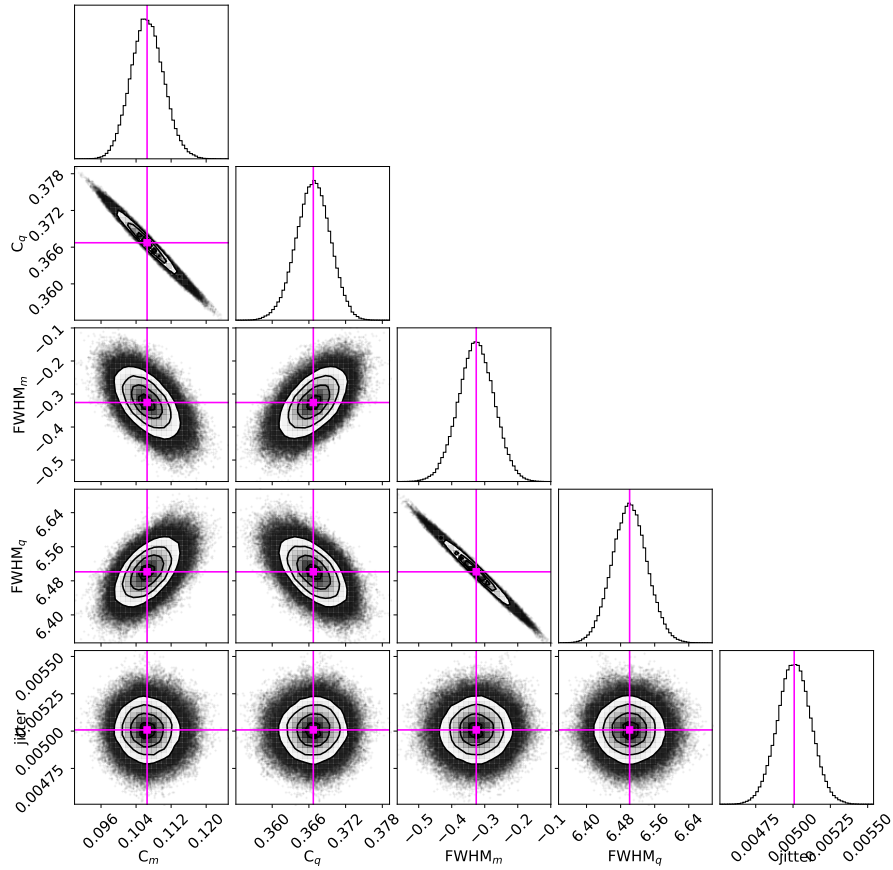 0.378
0.372
0.366
0.360
C_q
−0.1
−0.2
−0.3
−0.4
−0.5
FWHM_m
6.64
6.56
6.48
6.40
FWHM_q
0.00550
0.00525
0.00500
0.00475
jitter
0.096 0.104 0.112 0.120
C_m
0.360 0.366 0.372 0.378
C_q
−0.5 −0.4 −0.3 −0.2 −0.1
FWHM_m
6.40 6.48 6.56 6.64
FWHM_q
0.00475 0.00500 0.00525 0.00550
jitter